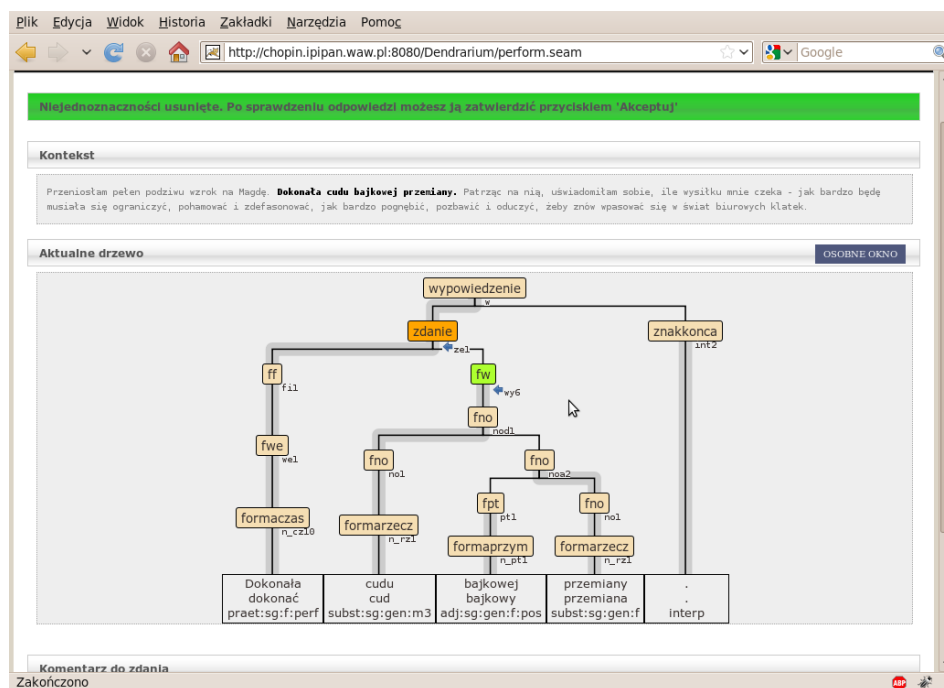 Plik Edycja Widok Historia Zakładki Narzędzia Pomoc
http://chopin.ipipan.waw.pl:8080/Dendrarium/perform.seam Google
Niejednoznaczności usunięte. Po sprawdzeniu odpowiedzi możesz ją zatwierdzić przyciskiem 'Akceptuj'
Kontekst
Przeniosłam pełen podziwu wzrok na Magdę. Dokonała cudu bajkowej przemiany. Patrząc na nią, uświadomiłam sobie, ile wysiłku mnie czeka - jak bardzo będę
musiała się ograniczyć, pohamować i zdefasonować, jak bardzo pognębić, pozbawić i oduczyć, żeby znów wpasować się w świat biurowych klatek.
Aktualne drzewo OSOBNE OKNO
wypowiedzenie
w
zdanie znakkonca
ze1 int2
ff fw
fi1 wy6
fno
nod1
fwe fno fno
we1 no1 noa2
fpt fno
pt1 no1
formaczas formarzecz
n_cz10 n_rz1
formaprzym formarzecz
n_pt1 n_rz1
Dokonała cudu bajkowej przemiany .
dokonać cud bajkowy przemiana .
praet:sg:f:perf subst:sg:gen:m3 adj:sg:gen:f:pos subst:sg:gen:f interp
Komentarz do zdania
Zakończono ABP